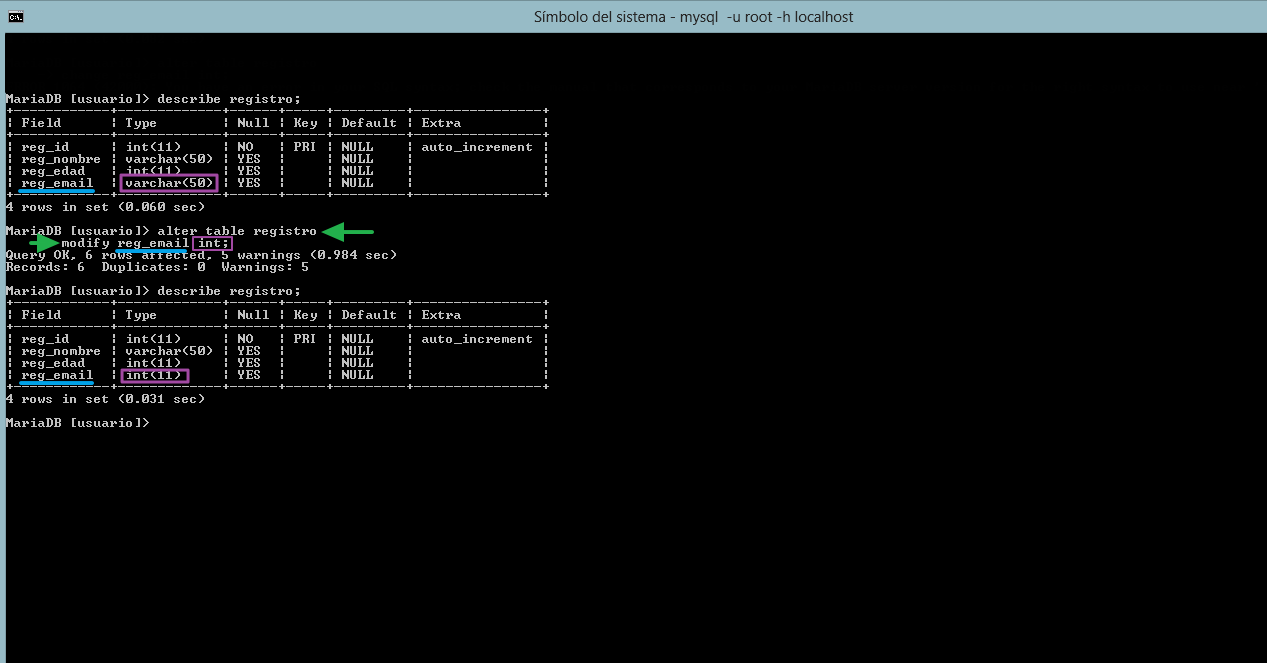 Símbolo del sistema - mysql  -u root -h localhost
MariaDB [usuario]> describe registro;
+-------------+-------------+------+-----+---------+----------------+
| Field       | Type        | Null | Key | Default | Extra          |
+-------------+-------------+------+-----+---------+----------------+
| reg_id      | int(11)     | NO   | PRI | NULL    | auto_increment |
| reg_nombre  | varchar(50) | YES  |     | NULL    |                |
| reg_edad    | int(11)     | YES  |     | NULL    |                |
| reg_email   | varchar(50) | YES  |     | NULL    |                |
+-------------+-------------+------+-----+---------+----------------+
4 rows in set (0.060 sec)
MariaDB [usuario]> alter table registro
modify reg_email int;
Query OK, 6 rows affected, 5 warnings (0.984 sec)
Records: 6  Duplicates: 0  Warnings: 5
MariaDB [usuario]> describe registro;
+-------------+-------------+------+-----+---------+----------------+
| Field       | Type        | Null | Key | Default | Extra          |
+-------------+-------------+------+-----+---------+----------------+
| reg_id      | int(11)     | NO   | PRI | NULL    | auto_increment |
| reg_nombre  | varchar(50) | YES  |     | NULL    |                |
| reg_edad    | int(11)     | YES  |     | NULL    |                |
| reg_email   | int(11)     | YES  |     | NULL    |                |
+-------------+-------------+------+-----+---------+----------------+
4 rows in set (0.031 sec)
MariaDB [usuario]>